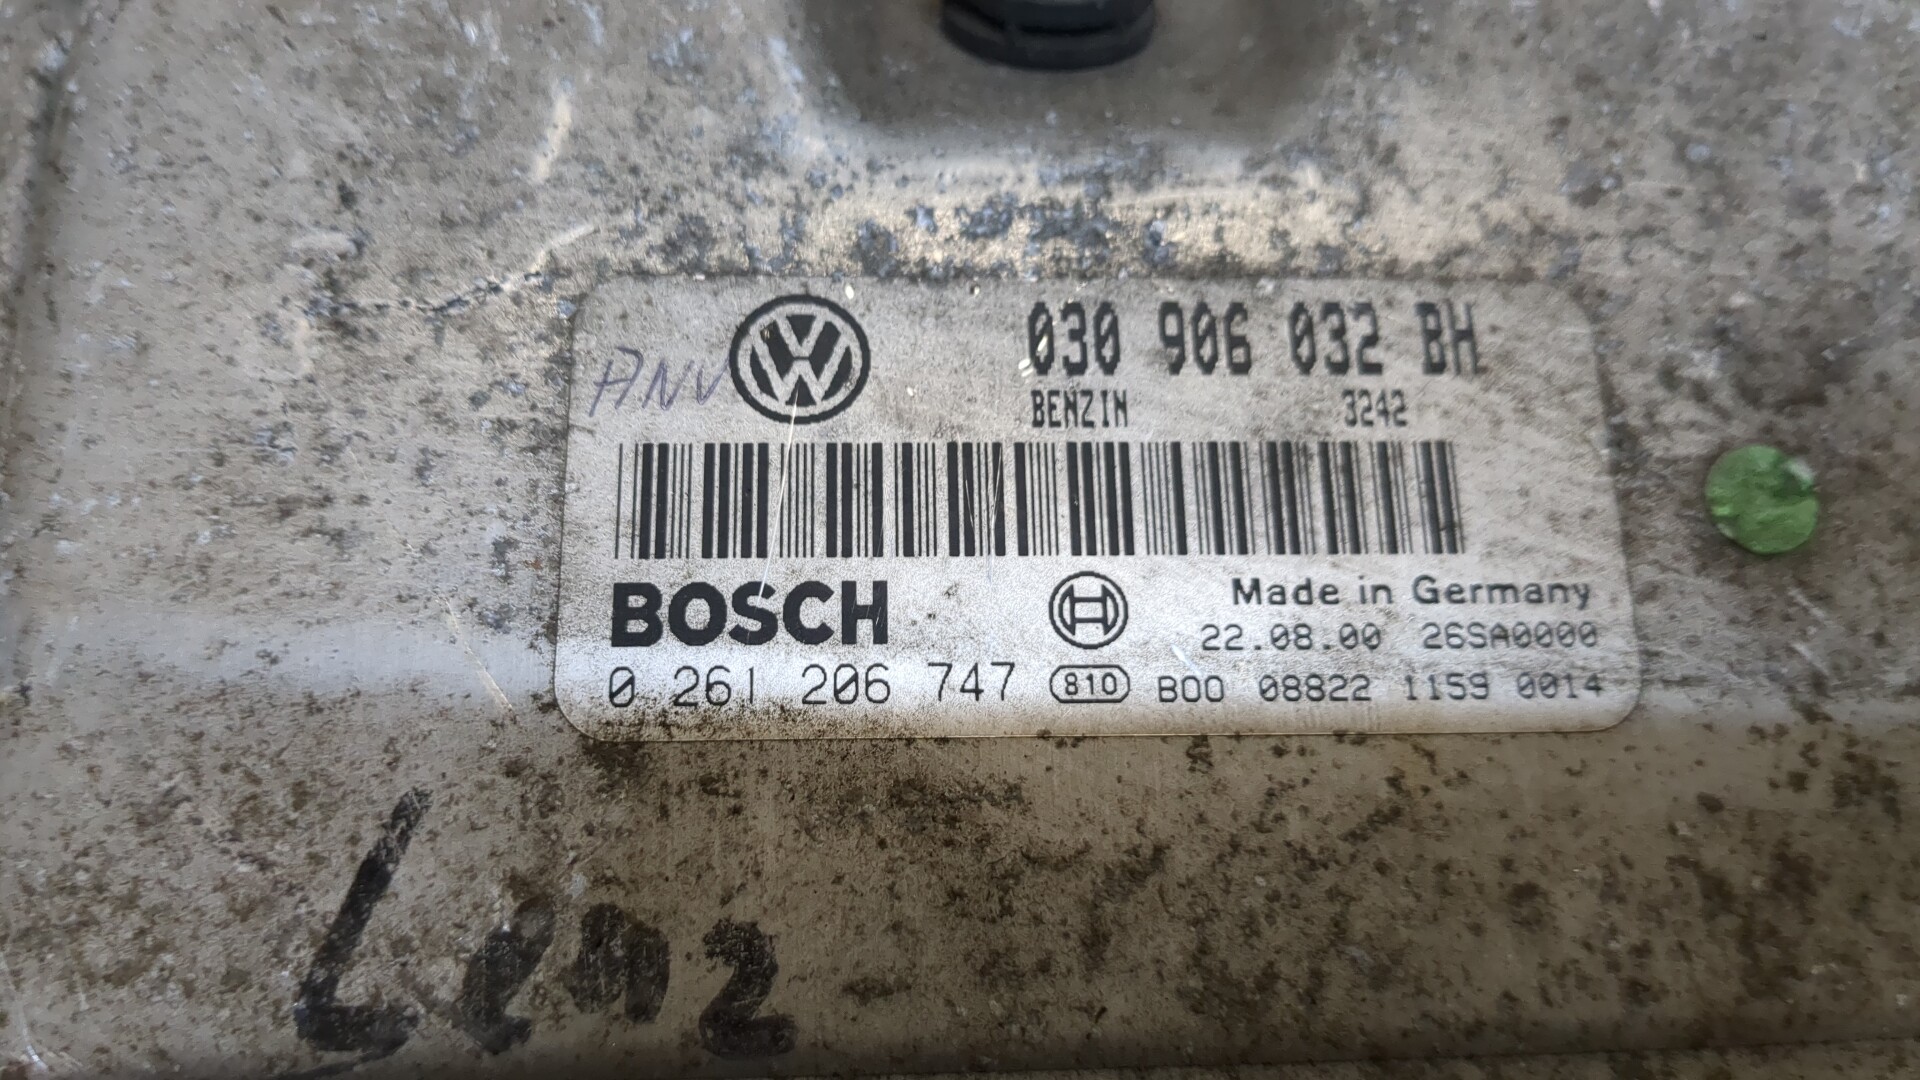 ANV
030 906 032 BH
BENZIN 3242
BOSCH
Made in Germany
22.08.00 26SA0000
0 261 206 747 810 B00 08822 1159 0014
Lenz